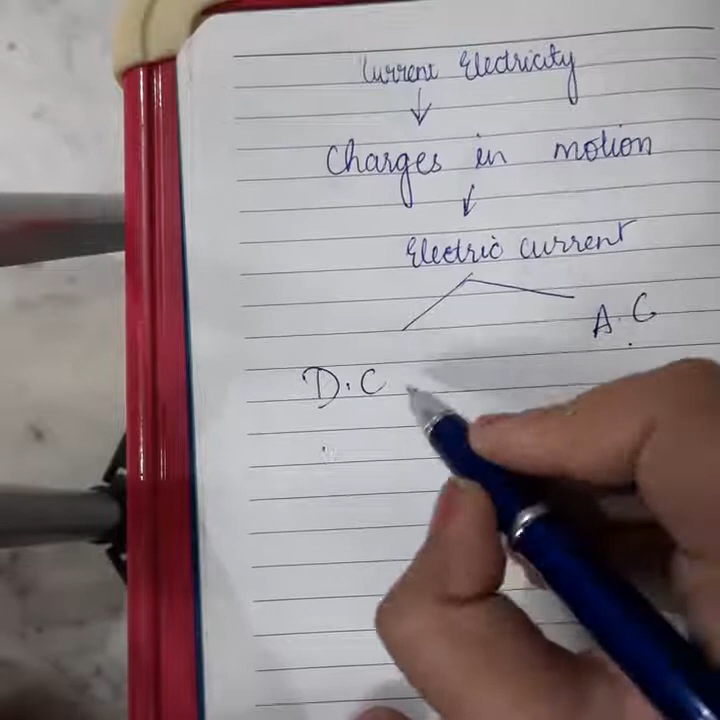 Current Electricity
Charges in motion
Electric current
A.C
D.C